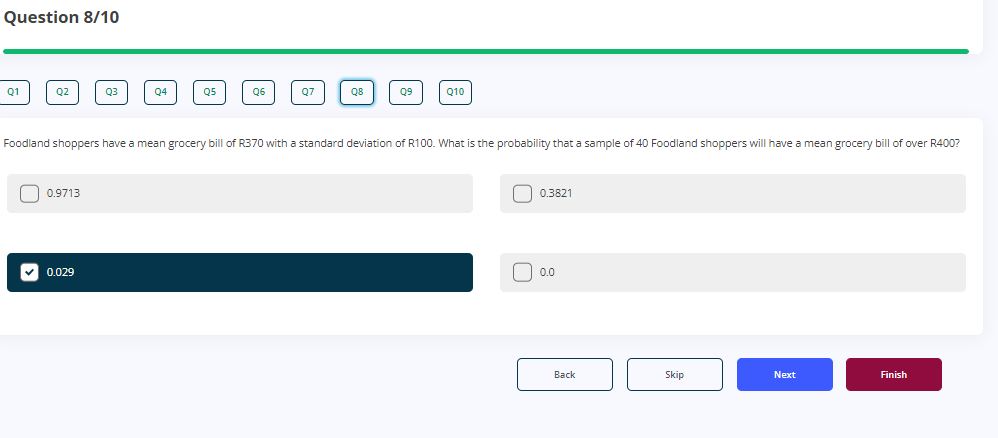 Question 8/10
Q1 Q2 Q3 Q4 Q5 Q6 Q7 Q8 Q9 Q10
Foodland shoppers have a mean grocery bill of R370 with a standard deviation of R100. What is the probability that a sample of 40 Foodland shoppers will have a mean grocery bill of over R400?
0.9713 0.3821
0.029 0.0
Back Skip Next Finish